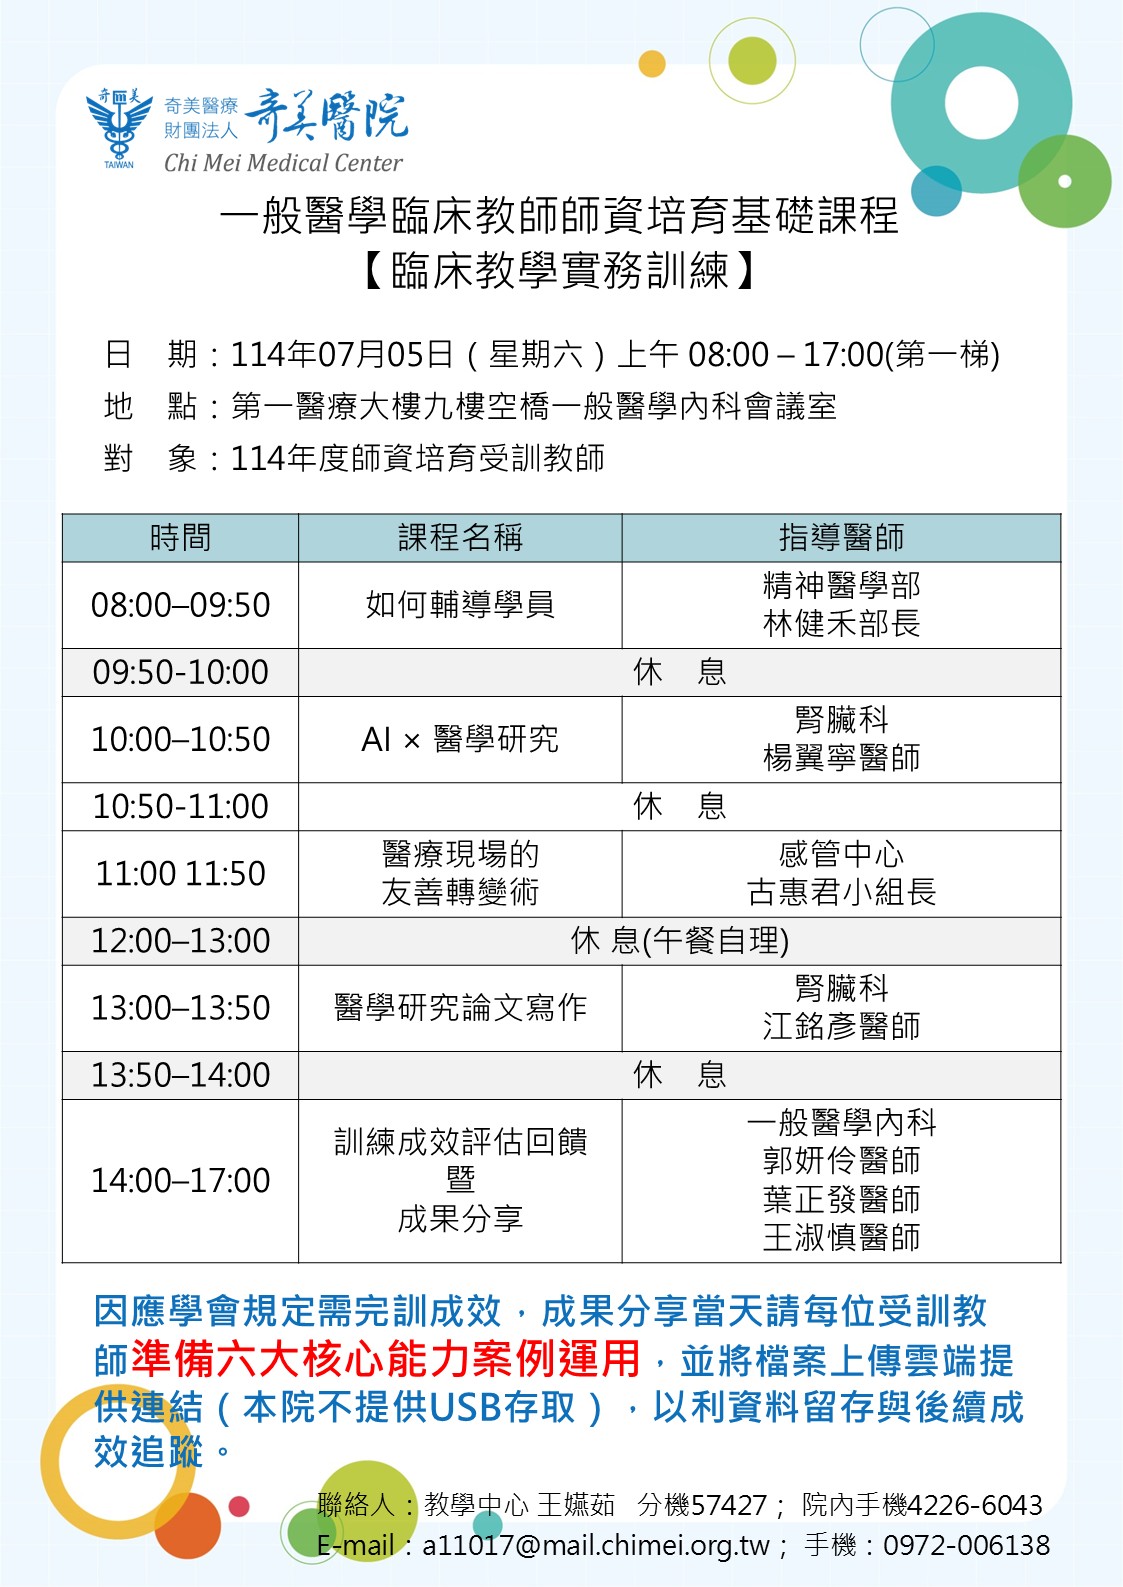 奇美
TAIWAN
奇美醫療
財團法人
奇美醫院
Chi Mei Medical Center
一般醫學臨床教師師資培育基礎課程
【臨床教學實務訓練】
日　期：114年07月05日（星期六）上午 08:00 – 17:00(第一梯)
地　點：第一醫療大樓九樓空橋一般醫學內科會議室
對　象：114年度師資培育受訓教師
時間 課程名稱 指導醫師
08:00–09:50 如何輔導學員 精神醫學部
林健禾部長
09:50-10:00 休　息
10:00–10:50 AI × 醫學研究 腎臟科
楊翼寧醫師
10:50-11:00 休　息
11:00 11:50 醫療現場的
友善轉變術 感管中心
古惠君小組長
12:00–13:00 休 息(午餐自理)
13:00–13:50 醫學研究論文寫作 腎臟科
江銘彥醫師
13:50–14:00 休　息
14:00–17:00 訓練成效評估回饋
暨
成果分享 一般醫學內科
郭妍伶醫師
葉正發醫師
王淑慎醫師
因應學會規定需完訓成效，成果分享當天請每位受訓教
師準備六大核心能力案例運用，並將檔案上傳雲端提
供連結（本院不提供USB存取），以利資料留存與後續成
效追蹤。
聯絡人：教學中心 王嬿茹 分機57427； 院內手機4226-6043
E-mail：a11017@mail.chimei.org.tw； 手機：0972-006138